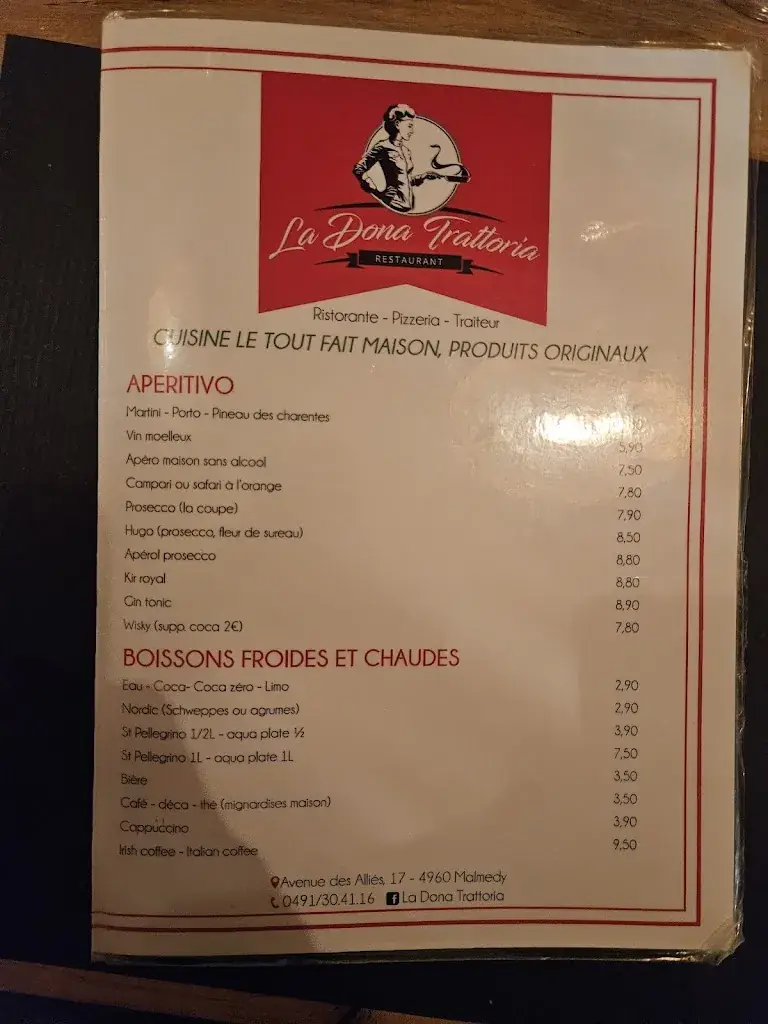 La Dona Trattoria
RESTAURANT
Ristorante - Pizzeria - Traiteur
CUISINE LE TOUT FAIT MAISON, PRODUITS ORIGINAUX
APERITIVO
Martini - Porto - Pineau des charentes
Vin moelleux 5,90
Apéro maison sans alcool 7,50
Campari ou safari à l'orange 7,80
Prosecco (la coupe) 7,90
Hugo (prosecco, fleur de sureau) 8,50
Apérol prosecco 8,80
Kir royal 8,80
Gin tonic 8,90
Wisky (supp. coca 2€) 7,80
BOISSONS FROIDES ET CHAUDES
Eau - Coca- Coca zéro - Limo 2,90
Nordic (Schweppes ou agrumes) 2,90
St Pellegrino 1/2L - aqua plate ½ 3,90
St Pellegrino 1L - aqua plate 1L 7,50
Bière 3,50
Café - déca - thé (mignardises maison) 3,50
Cappuccino 3,90
Irish coffee - Italian coffee 9,50
Avenue des Alliés, 17 - 4960 Malmedy
0491/30.41.16 La Dona Trattoria